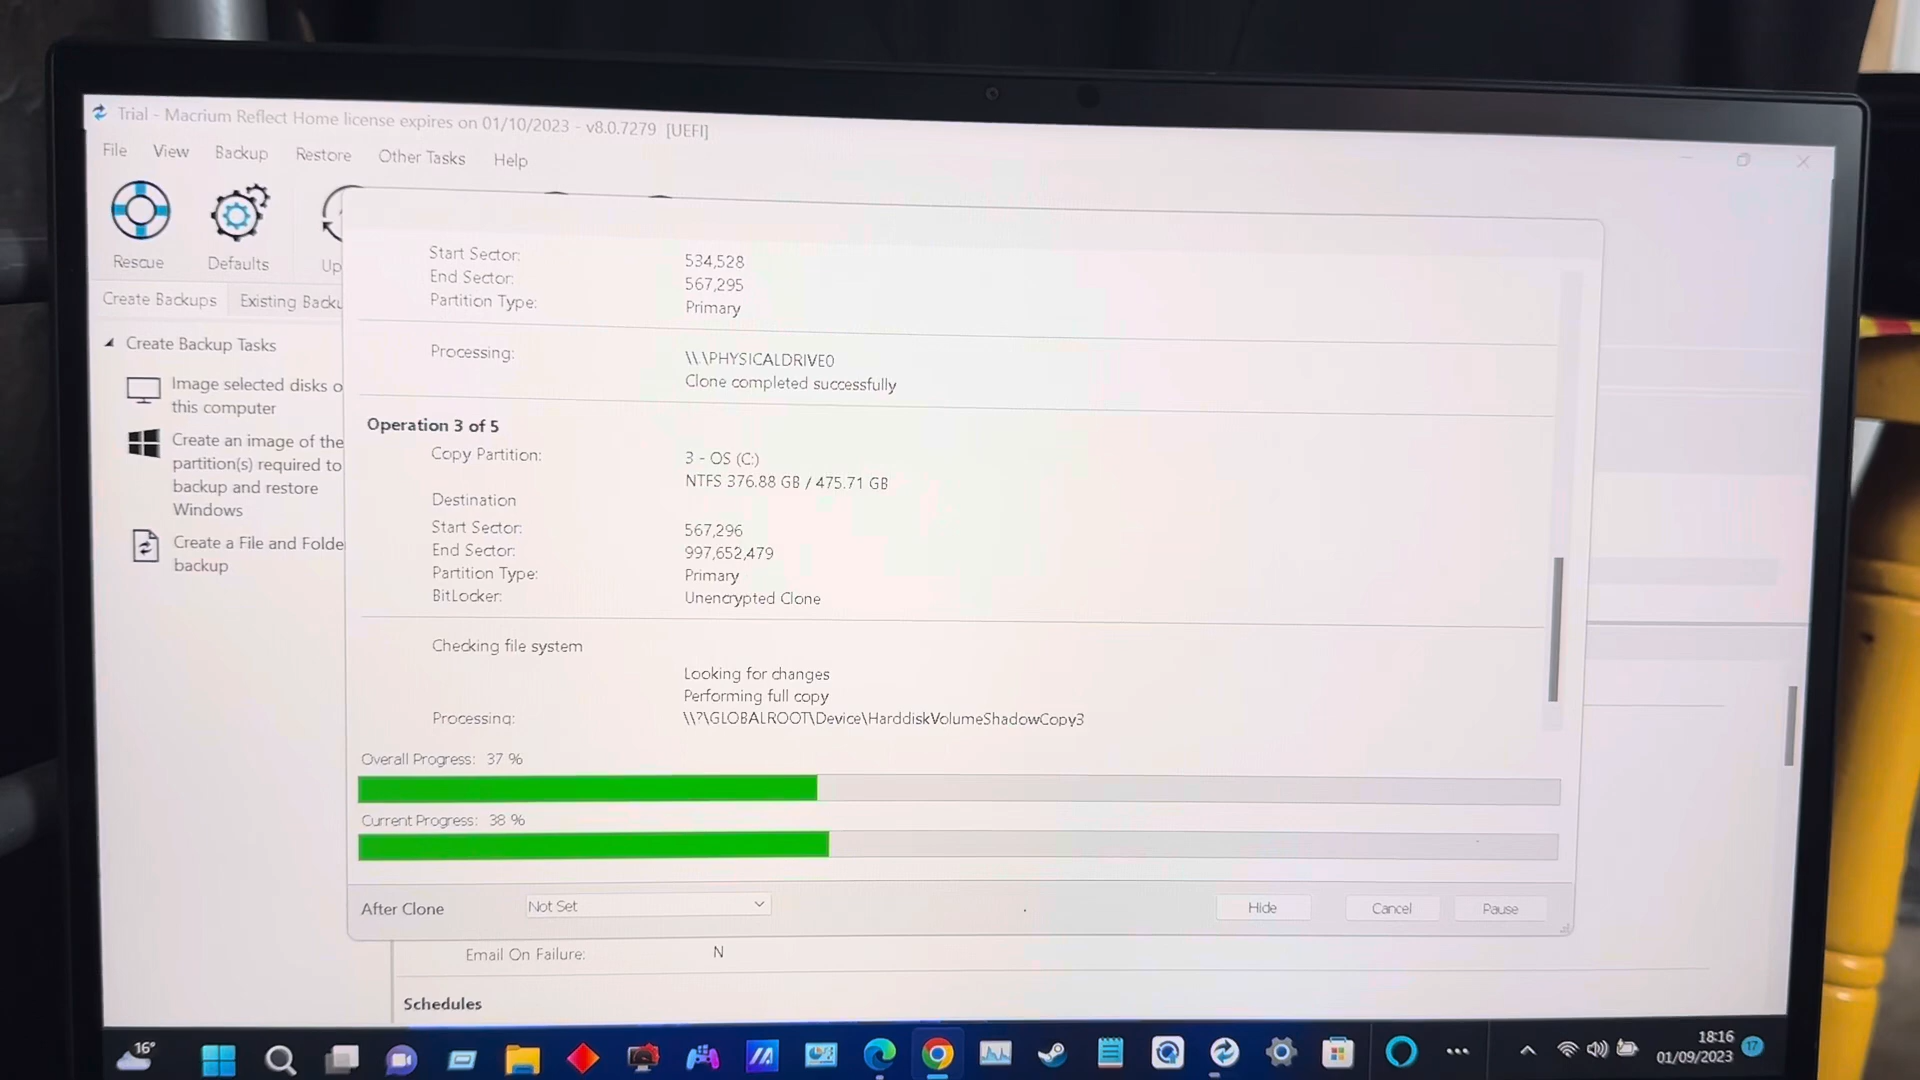 Trial - Macrium Reflect Home license expires on 01/10/2023 - v8.0.7279 [UEFI]
File View Backup Restore Other Tasks Help
Rescue Defaults Up
Create Backups Existing Backu
Create Backup Tasks
Image selected disks o
this computer
Create an image of the
partition(s) required to
backup and restore
Windows
Create a File and Folde
backup
Start Sector: 534,528
End Sector: 567,295
Partition Type: Primary
Processing: \\.\PHYSICALDRIVE0
Clone completed successfully
Operation 3 of 5
Copy Partition: 3 - OS (C:)
NTFS 376.88 GB / 475.71 GB
Destination
Start Sector: 567,296
End Sector: 997,652,479
Partition Type: Primary
BitLocker: Unencrypted Clone
Checking file system
Looking for changes
Performing full copy
Processing: \\?\GLOBALROOT\Device\HarddiskVolumeShadowCopy3
Overall Progress: 37 %
Current Progress: 38 %
After Clone Not Set Hide Cancel Pause
Email On Failure: N
Schedules
16°
18:16
01/09/2023 17